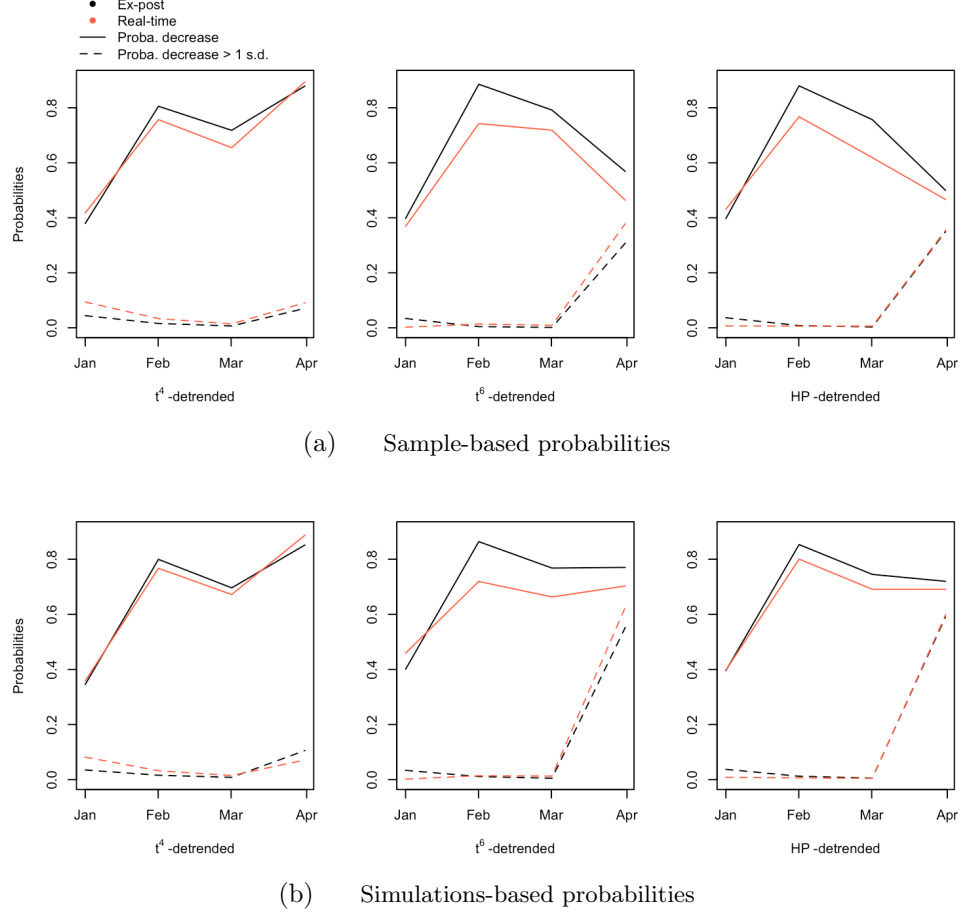 Ex-post
Real-time
Proba. decrease
Proba. decrease > 1 s.d.
Probabilities
0.0 0.2 0.4 0.6 0.8
Jan Feb Mar Apr
t⁴ -detrended
0.0 0.2 0.4 0.6 0.8
Jan Feb Mar Apr
t⁶ -detrended
0.0 0.2 0.4 0.6 0.8
Jan Feb Mar Apr
HP -detrended
(a) Sample-based probabilities
Probabilities
0.0 0.2 0.4 0.6 0.8
Jan Feb Mar Apr
t⁴ -detrended
0.0 0.2 0.4 0.6 0.8
Jan Feb Mar Apr
t⁶ -detrended
0.0 0.2 0.4 0.6 0.8
Jan Feb Mar Apr
HP -detrended
(b) Simulations-based probabilities